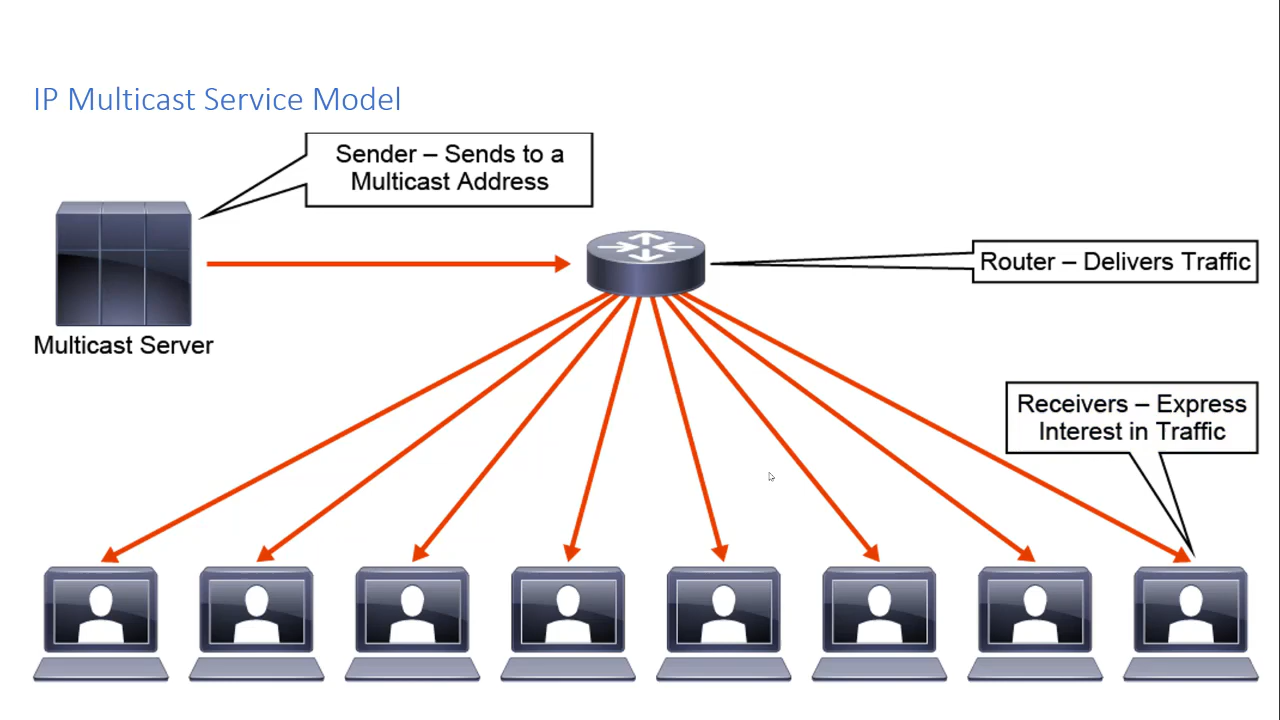 IP Multicast Service Model
Sender – Sends to a
Multicast Address
Router – Delivers Traffic
Multicast Server
Receivers – Express
Interest in Traffic